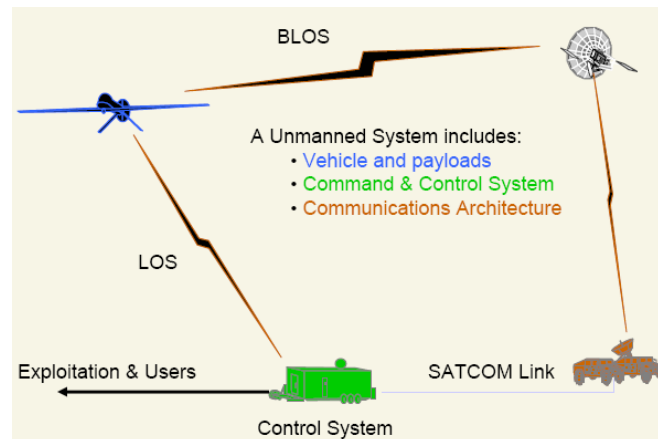 BLOS
A Unmanned System includes:
• Vehicle and payloads
• Command & Control System
• Communications Architecture
LOS
Exploitation & Users
SATCOM Link
Control System